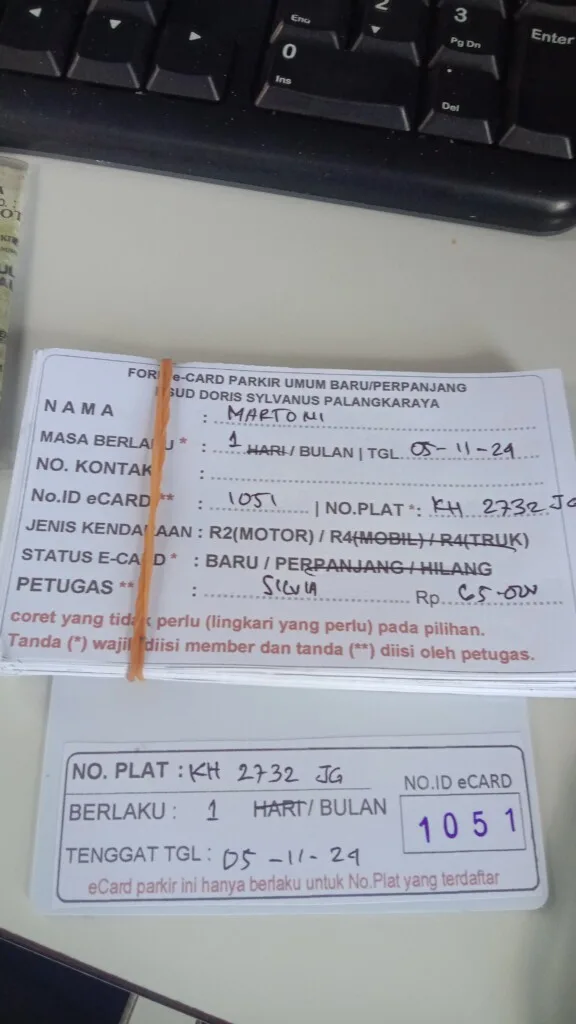 2
3
Enter
End
Pg Dn
0
Ins
.
Del
FOR e-CARD PARKIR UMUM BARU/PERPANJANG
SUD DORIS SYLVANUS PALANGKARAYA
NAMA : MARTONI
MASA BERLAKU * : 1 HARI / BULAN | TGL. 05-11-24
NO. KONTAK :
No.ID eCARD ** : 1051 | NO.PLAT *: KH 2732 JG
JENIS KENDARAAN : R2(MOTOR) / R4(MOBIL) / R4(TRUK)
STATUS E-CARD * : BARU / PERPANJANG / HILANG
PETUGAS ** : SILVIA Rp. 65.000
coret yang tidak perlu (lingkari yang perlu) pada pilihan.
Tanda (*) wajib diisi member dan tanda (**) diisi oleh petugas.
NO. PLAT : KH 2732 JG
NO.ID eCARD
BERLAKU : 1 HARI / BULAN
1051
TENGGAT TGL : 05-11-24
eCard parkir ini hanya berlaku untuk No.Plat yang terdaftar